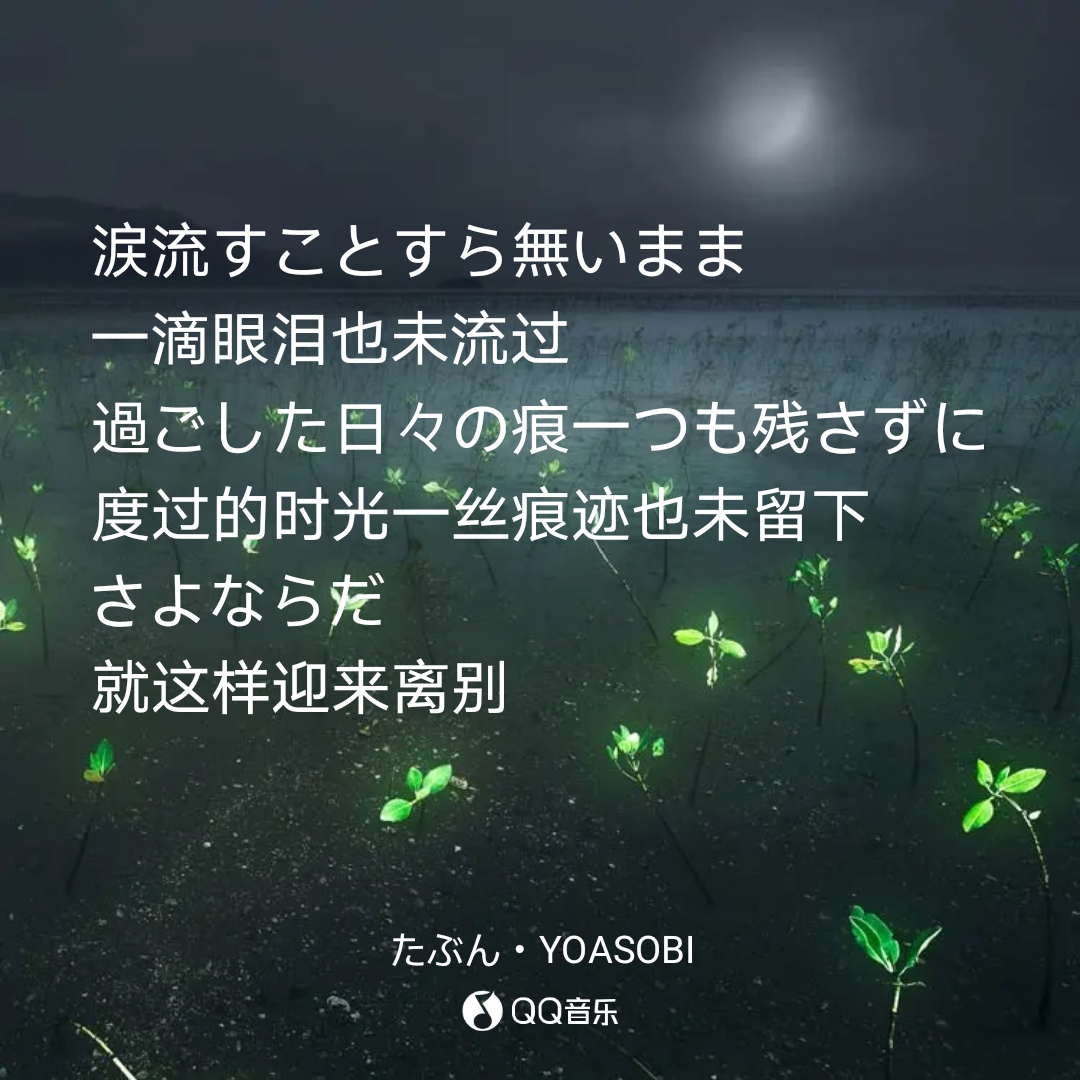 涙流すことすら無いまま
一滴眼泪也未流过
過ごした日々の痕一つも残さずに
度过的时光一丝痕迹也未留下
さよならだ
就这样迎来离别
たぶん・YOASOBI
QQ音乐